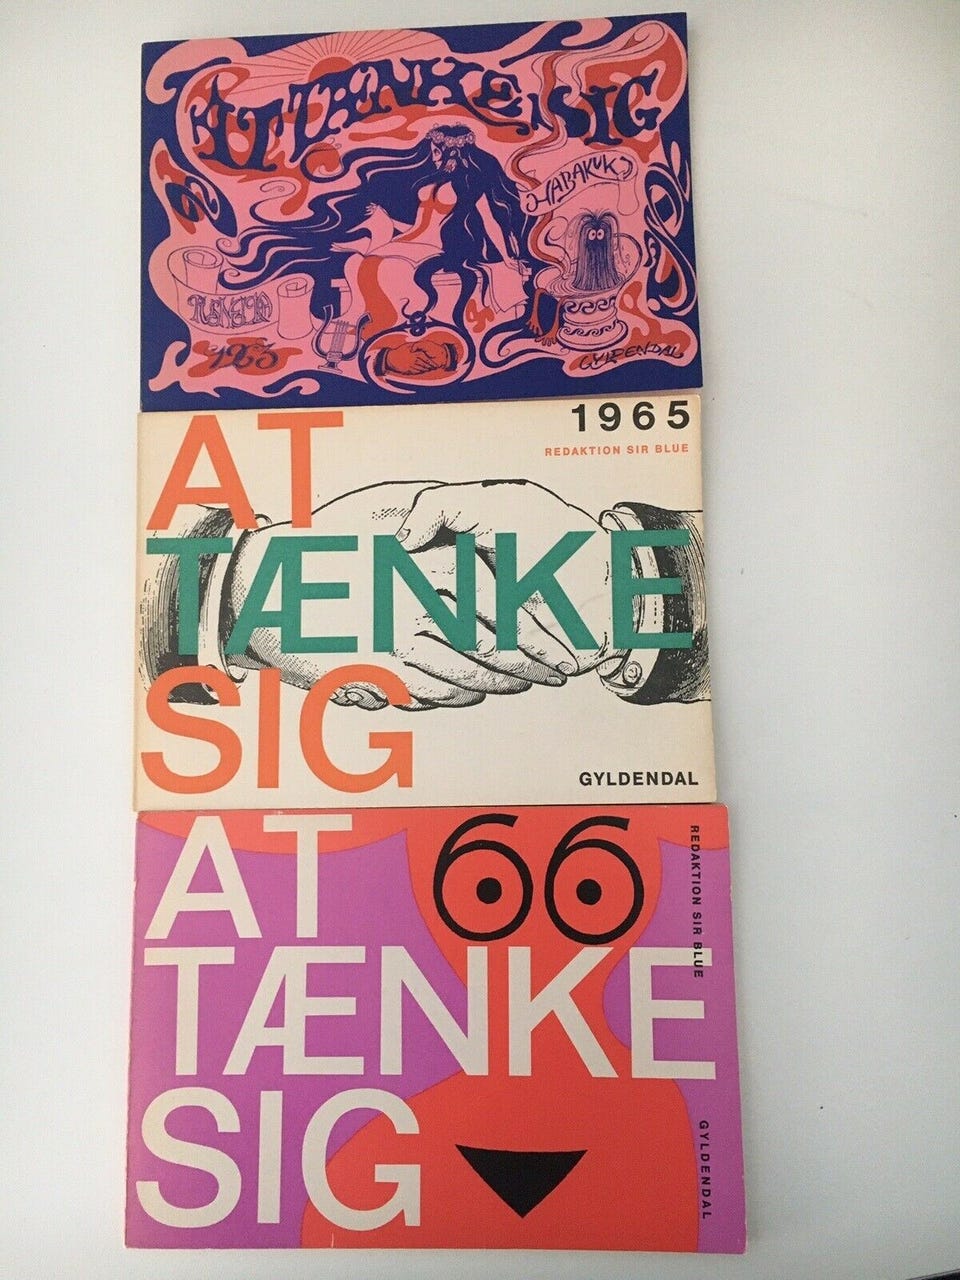 AT TÆNKE SIG
HABAKUK
GYLDENDAL
AT
TÆNKE
SIG
1965
REDAKTION SIR BLUE
GYLDENDAL
AT 66
TÆNKE
SIG
REDAKTION SIR BLUE
GYLDENDAL